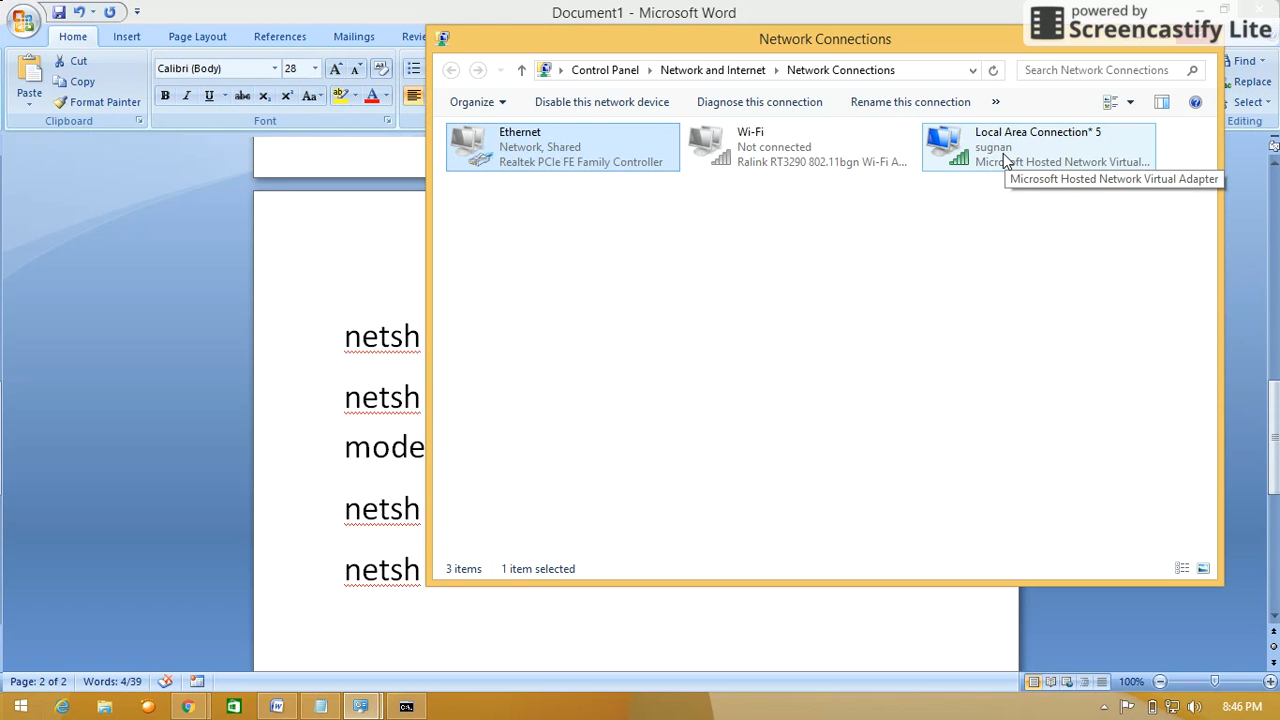 Document1 - Microsoft Word
powered by
Screencastify Lite
Home
Insert
Page Layout
References
Mailings
Network Connections
Cut
Copy
Format Painter
Paste
Clipboard
Calibri (Body)
28
Font
Find
Replace
Select
Editing
Control Panel
Network and Internet
Network Connections
Search Network Connections
Organize
Disable this network device
Diagnose this connection
Rename this connection
»
Ethernet
Network, Shared
Realtek PCIe FE Family Controller
Wi-Fi
Not connected
Ralink RT3290 802.11bgn Wi-Fi A...
Local Area Connection* 5
sugnan
Microsoft Hosted Network Virtual...
Microsoft Hosted Network Virtual Adapter
netsh
netsh
mode
netsh
netsh
3 items
1 item selected
Page: 2 of 2
Words: 4/39
100%
8:46 PM